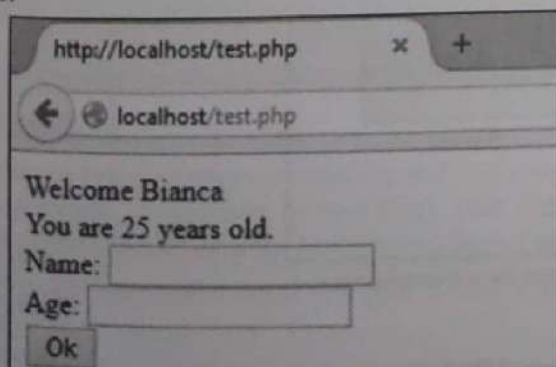 http://localhost/test.php × +
localhost/test.php
Welcome Bianca
You are 25 years old.
Name:
Age:
Ok